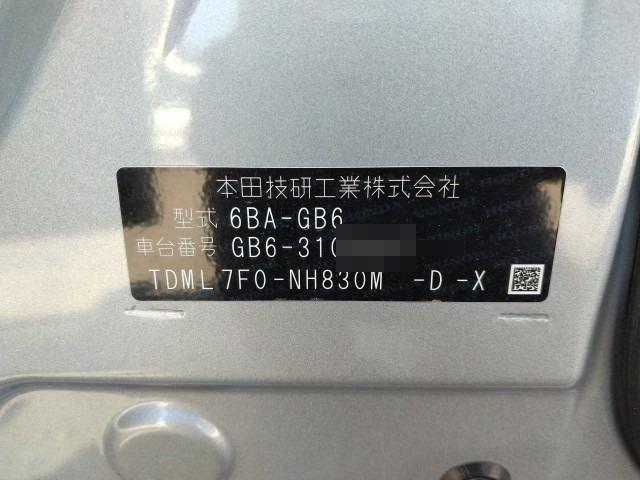 本田技研工業株式会社
型式 6BA-GB6
車台番号 GB6-310
TDML7F0-NH830M -D -X